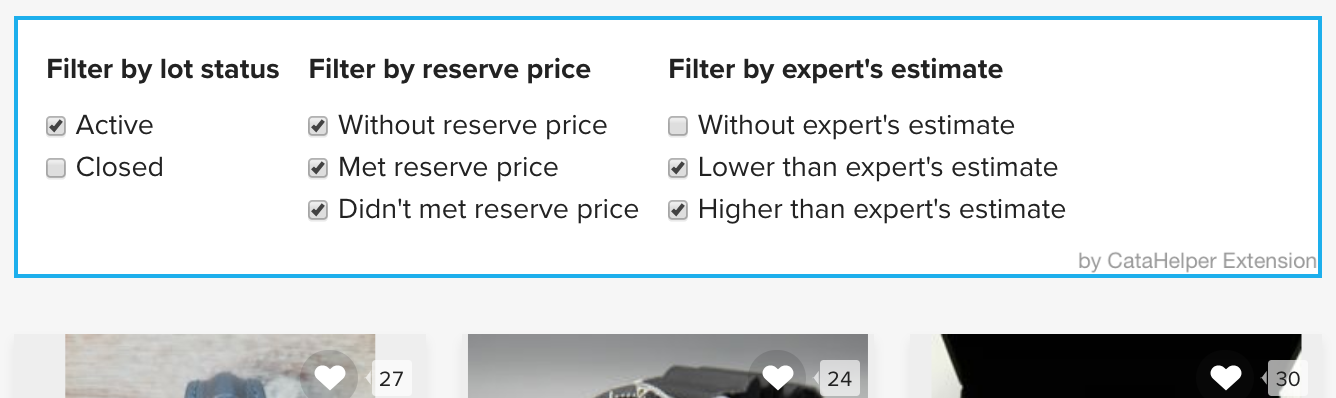 Filter by lot status
Active
Closed
Filter by reserve price
Without reserve price
Met reserve price
Didn't met reserve price
Filter by expert's estimate
Without expert's estimate
Lower than expert's estimate
Higher than expert's estimate
by CataHelper Extension
27
24
30